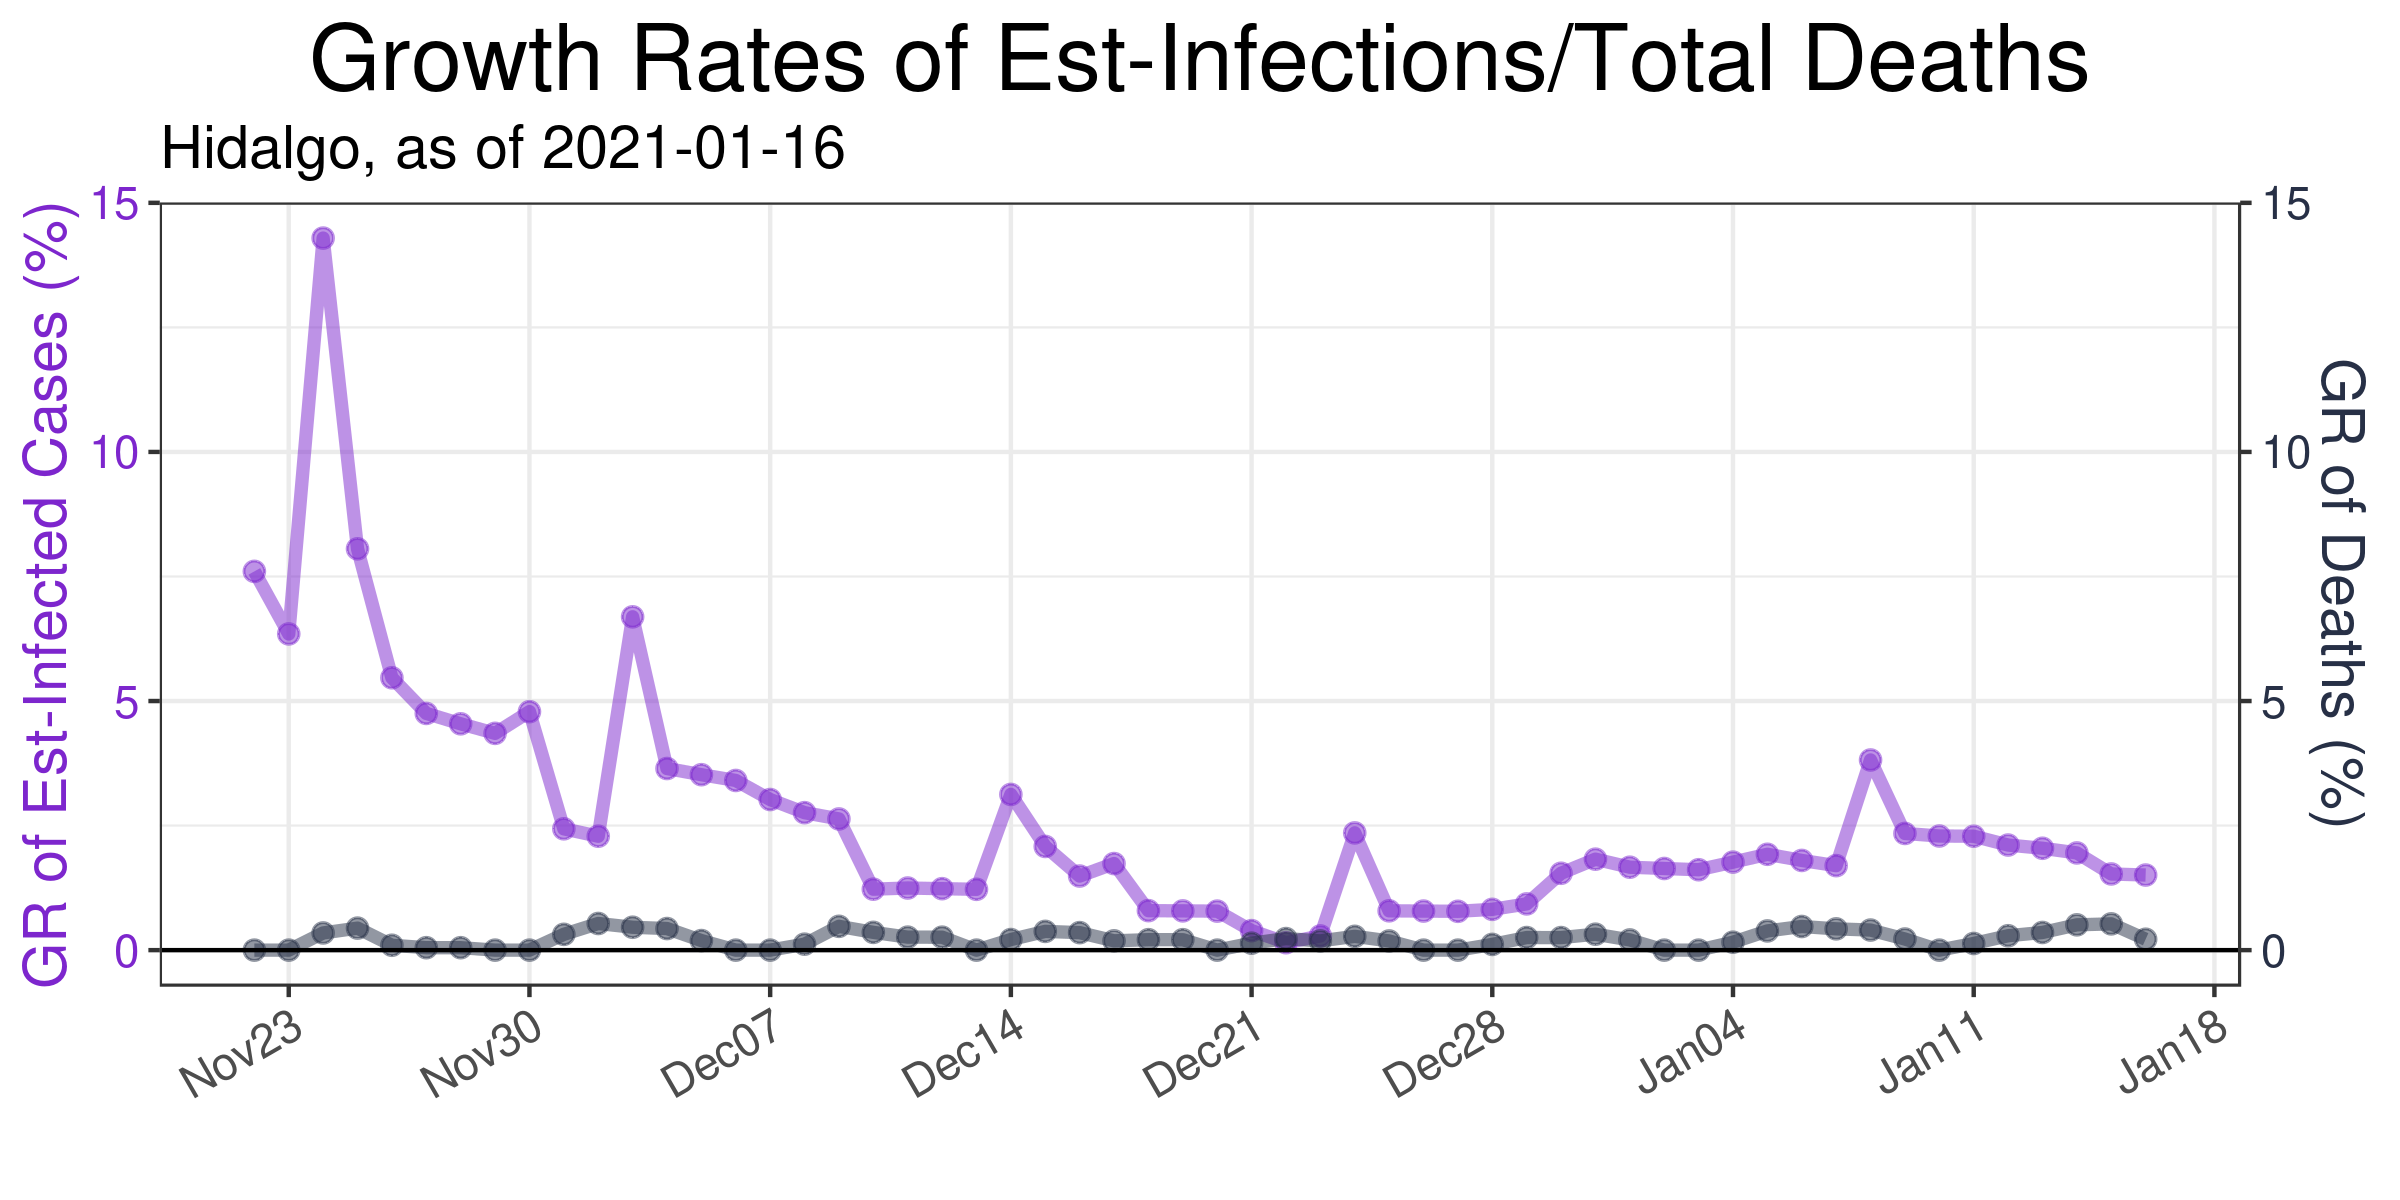 Growth Rates of Est-Infections/Total Deaths
Hidalgo, as of 2021-01-16
GR of Est-Infected Cases (%)
15
10
5
0
15
10
5
0
GR of Deaths (%)
Nov23
Nov30
Dec07
Dec14
Dec21
Dec28
Jan04
Jan11
Jan18